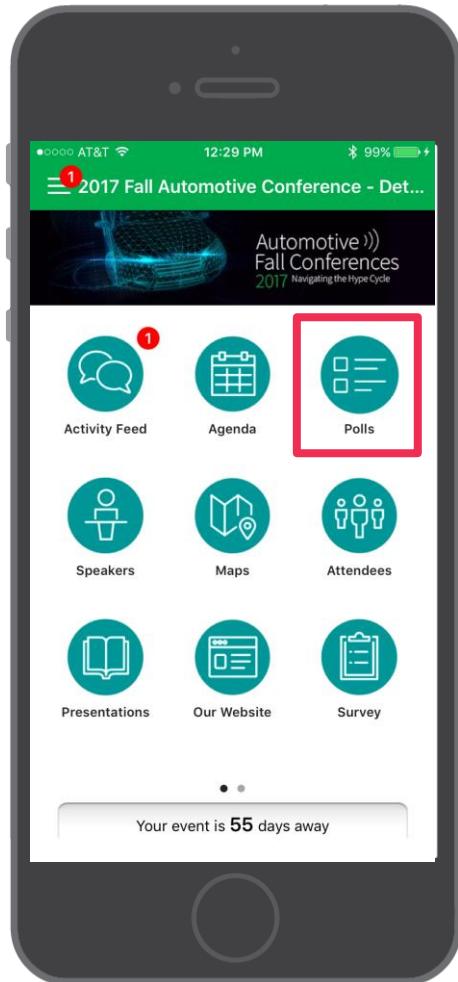 AT&T 12:29 PM 99%
1
2017 Fall Automotive Conference - Det...
Automotive
Fall Conferences
2017 Navigating the Hype Cycle
1
Activity Feed Agenda Polls
Speakers Maps Attendees
Presentations Our Website Survey
Your event is 55 days away